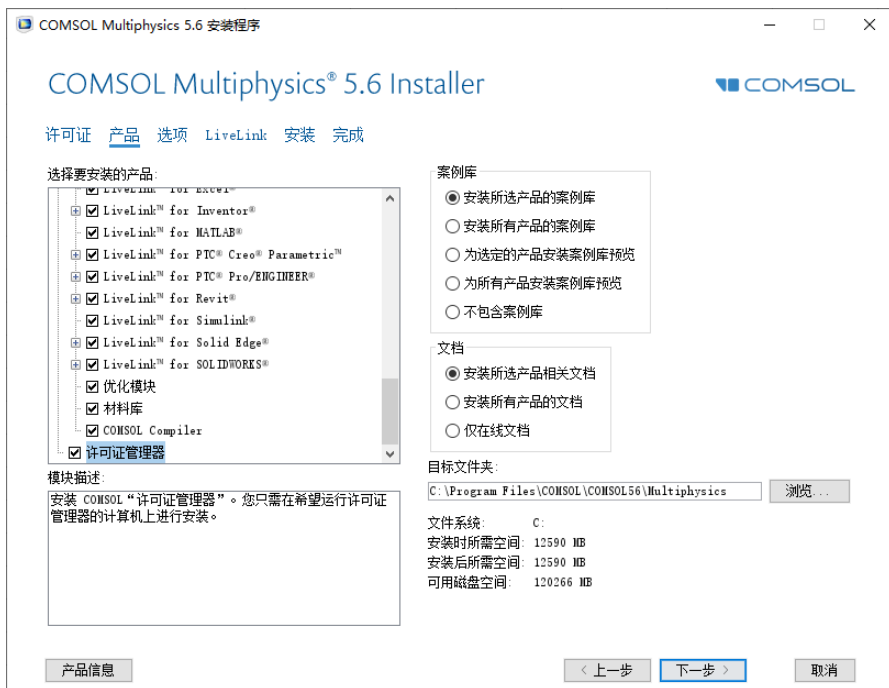 COMSOL Multiphysics 5.6 安装程序
COMSOL Multiphysics® 5.6 Installer
COMSOL
许可证 产品 选项 LiveLink 安装 完成
选择要安装的产品:
LiveLink™ for Excel®
LiveLink™ for Inventor®
LiveLink™ for MATLAB®
LiveLink™ for PTC® Creo® Parametric™
LiveLink™ for PTC® Pro/ENGINEER®
LiveLink™ for Revit®
LiveLink™ for Simulink®
LiveLink™ for Solid Edge®
LiveLink™ for SOLIDWORKS®
优化模块
材料库
COMSOL Compiler
许可证管理器
模块描述:
安装 COMSOL“许可证管理器”。您只需在希望运行许可证
管理器的计算机上进行安装。
案例库
安装所选产品的案例库
安装所有产品的案例库
为选定的产品安装案例库预览
为所有产品安装案例库预览
不包含案例库
文档
安装所选产品相关文档
安装所有产品的文档
仅在线文档
目标文件夹:
C:\Program Files\COMSOL\COMSOL56\Multiphysics
浏览...
文件系统: C:
安装时所需空间: 12590 MB
安装后所需空间: 12590 MB
可用磁盘空间: 120266 MB
产品信息
< 上一步
下一步 >
取消